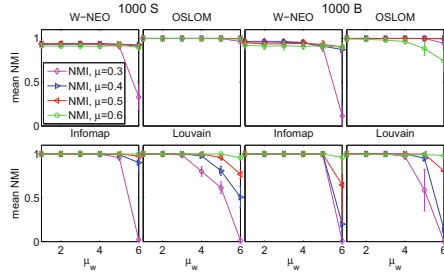 1000 S
1000 B
W-NEO
OSLOM
W-NEO
OSLOM
mean NMI
1
0.5
0
NMI, μ=0.3
NMI, μ=0.4
NMI, μ=0.5
NMI, μ=0.6
Infomap
Louvain
Infomap
Louvain
mean NMI
1
0.5
0
2 4 6 2 4 6 2 4 6 2 4 6
μw μw μw μw